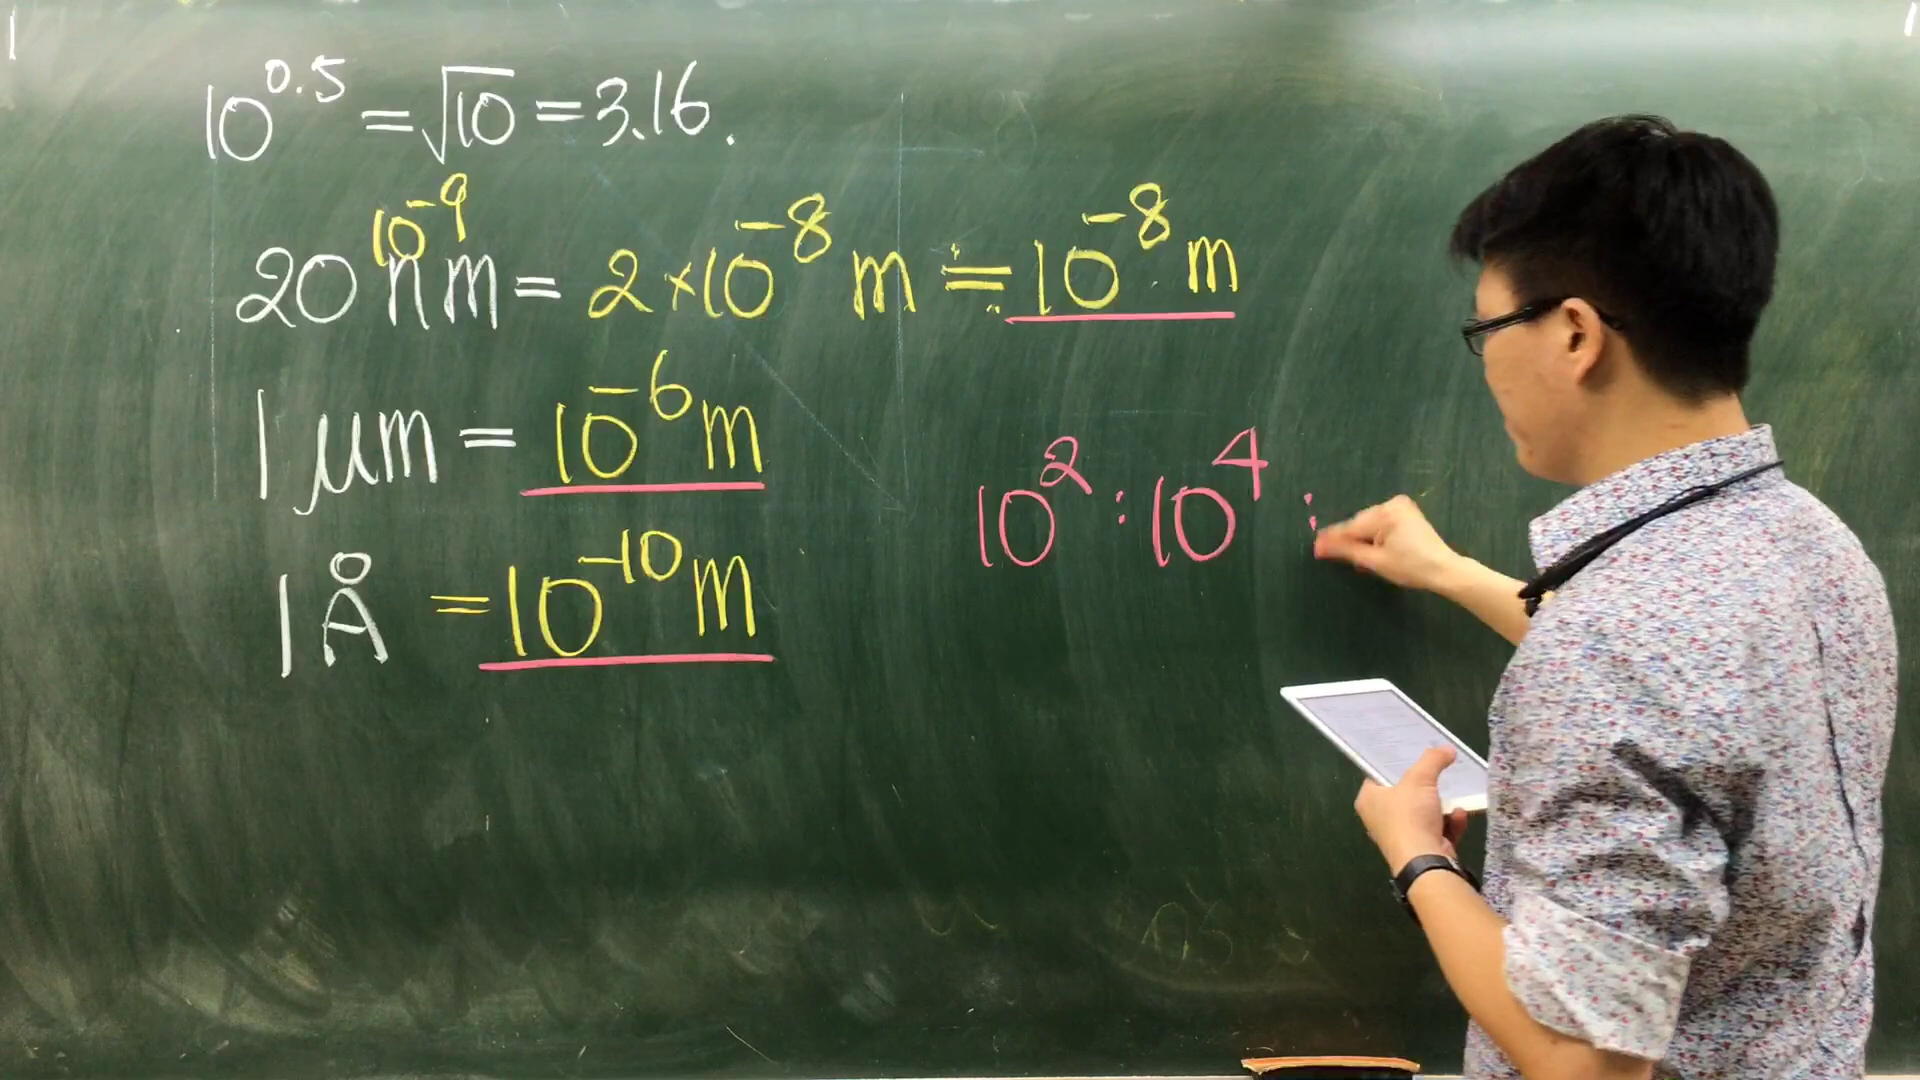 10^0.5 = √10 = 3.16.
10^-9
20 nm = 2 × 10^-8 m ≒ 10^-8 m
1 μm = 10^-6 m
10^2 : 10^4 :
1 Å = 10^-10 m